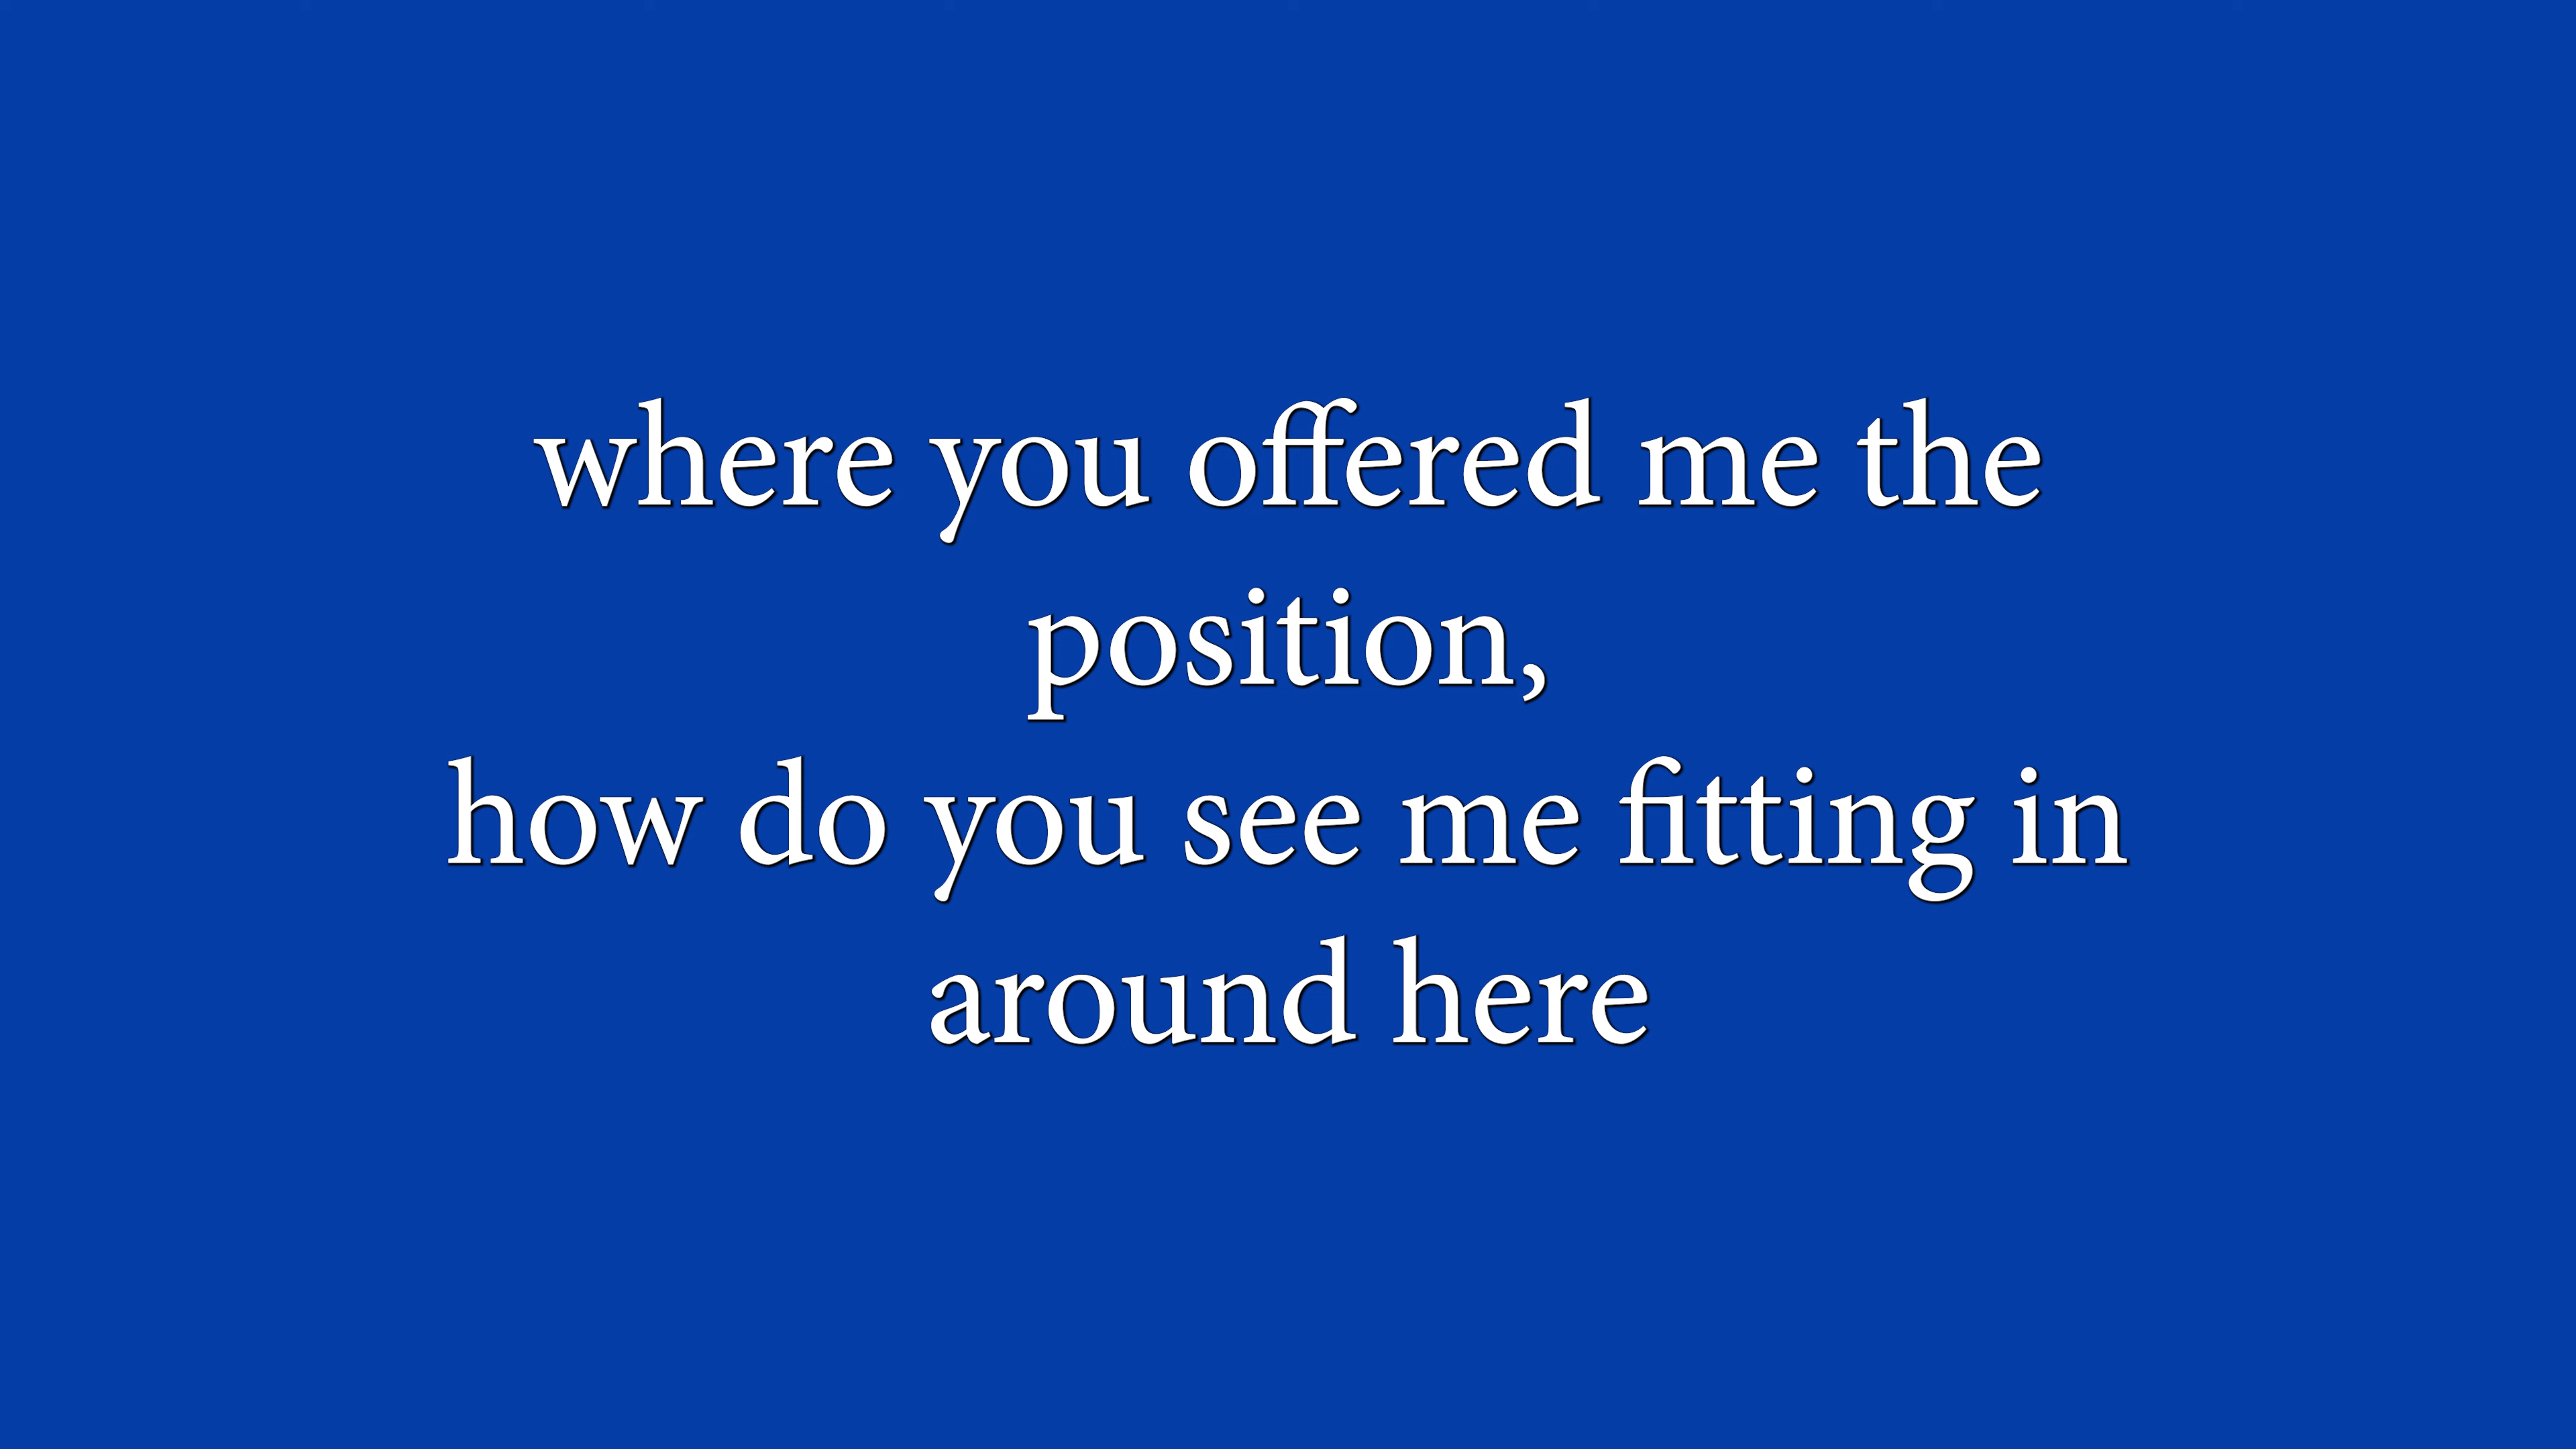 where you offered me the
position,
how do you see me fitting in
around here